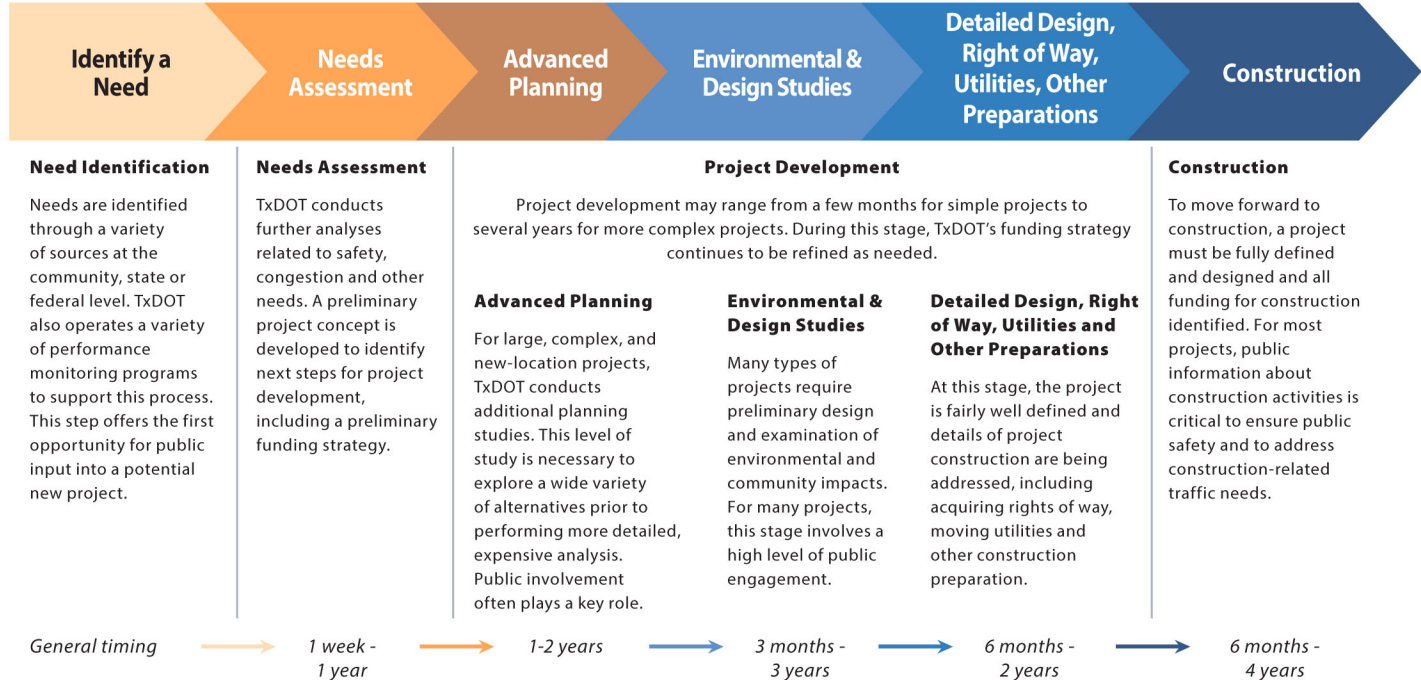 Identify a
Need
Needs
Assessment
Advanced
Planning
Environmental &
Design Studies
Detailed Design,
Right of Way,
Utilities, Other
Preparations
Construction
Need Identification
Needs are identified
through a variety
of sources at the
community, state or
federal level. TxDOT
also operates a variety
of performance
monitoring programs
to support this process.
This step offers the first
opportunity for public
input into a potential
new project.
Needs Assessment
TxDOT conducts
further analyses
related to safety,
congestion and other
needs. A preliminary
project concept is
developed to identify
next steps for project
development,
including a preliminary
funding strategy.
Project Development
Project development may range from a few months for simple projects to
several years for more complex projects. During this stage, TxDOT’s funding strategy
continues to be refined as needed.
Advanced Planning
For large, complex, and
new-location projects,
TxDOT conducts
additional planning
studies. This level of
study is necessary to
explore a wide variety
of alternatives prior to
performing more detailed,
expensive analysis.
Public involvement
often plays a key role.
Environmental &
Design Studies
Many types of
projects require
preliminary design
and examination of
environmental and
community impacts.
For many projects,
this stage involves a
high level of public
engagement.
Detailed Design, Right
of Way, Utilities and
Other Preparations
At this stage, the project
is fairly well defined and
details of project
construction are being
addressed, including
acquiring rights of way,
moving utilities and
other construction
preparation.
Construction
To move forward to
construction, a project
must be fully defined
and designed and all
funding for construction
identified. For most
projects, public
information about
construction activities is
critical to ensure public
safety and to address
construction-related
traffic needs.
General timing
1 week -
1 year
1-2 years
3 months -
3 years
6 months -
2 years
6 months -
4 years